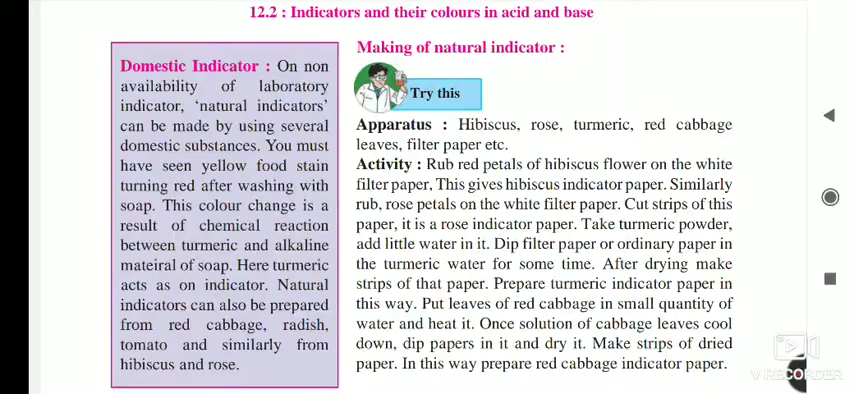 12.2 : Indicators and their colours in acid and base
Domestic Indicator : On non
availability of laboratory
indicator, ‘natural indicators’
can be made by using several
domestic substances. You must
have seen yellow food stain
turning red after washing with
soap. This colour change is a
result of chemical reaction
between turmeric and alkaline
mateiral of soap. Here turmeric
acts as on indicator. Natural
indicators can also be prepared
from red cabbage, radish,
tomato and similarly from
hibiscus and rose.
Making of natural indicator :
Try this
Apparatus : Hibiscus, rose, turmeric, red cabbage
leaves, filter paper etc.
Activity : Rub red petals of hibiscus flower on the white
filter paper, This gives hibiscus indicator paper. Similarly
rub, rose petals on the white filter paper. Cut strips of this
paper, it is a rose indicator paper. Take turmeric powder,
add little water in it. Dip filter paper or ordinary paper in
the turmeric water for some time. After drying make
strips of that paper. Prepare turmeric indicator paper in
this way. Put leaves of red cabbage in small quantity of
water and heat it. Once solution of cabbage leaves cool
down, dip papers in it and dry it. Make strips of dried
paper. In this way prepare red cabbage indicator paper.
V RECORDER